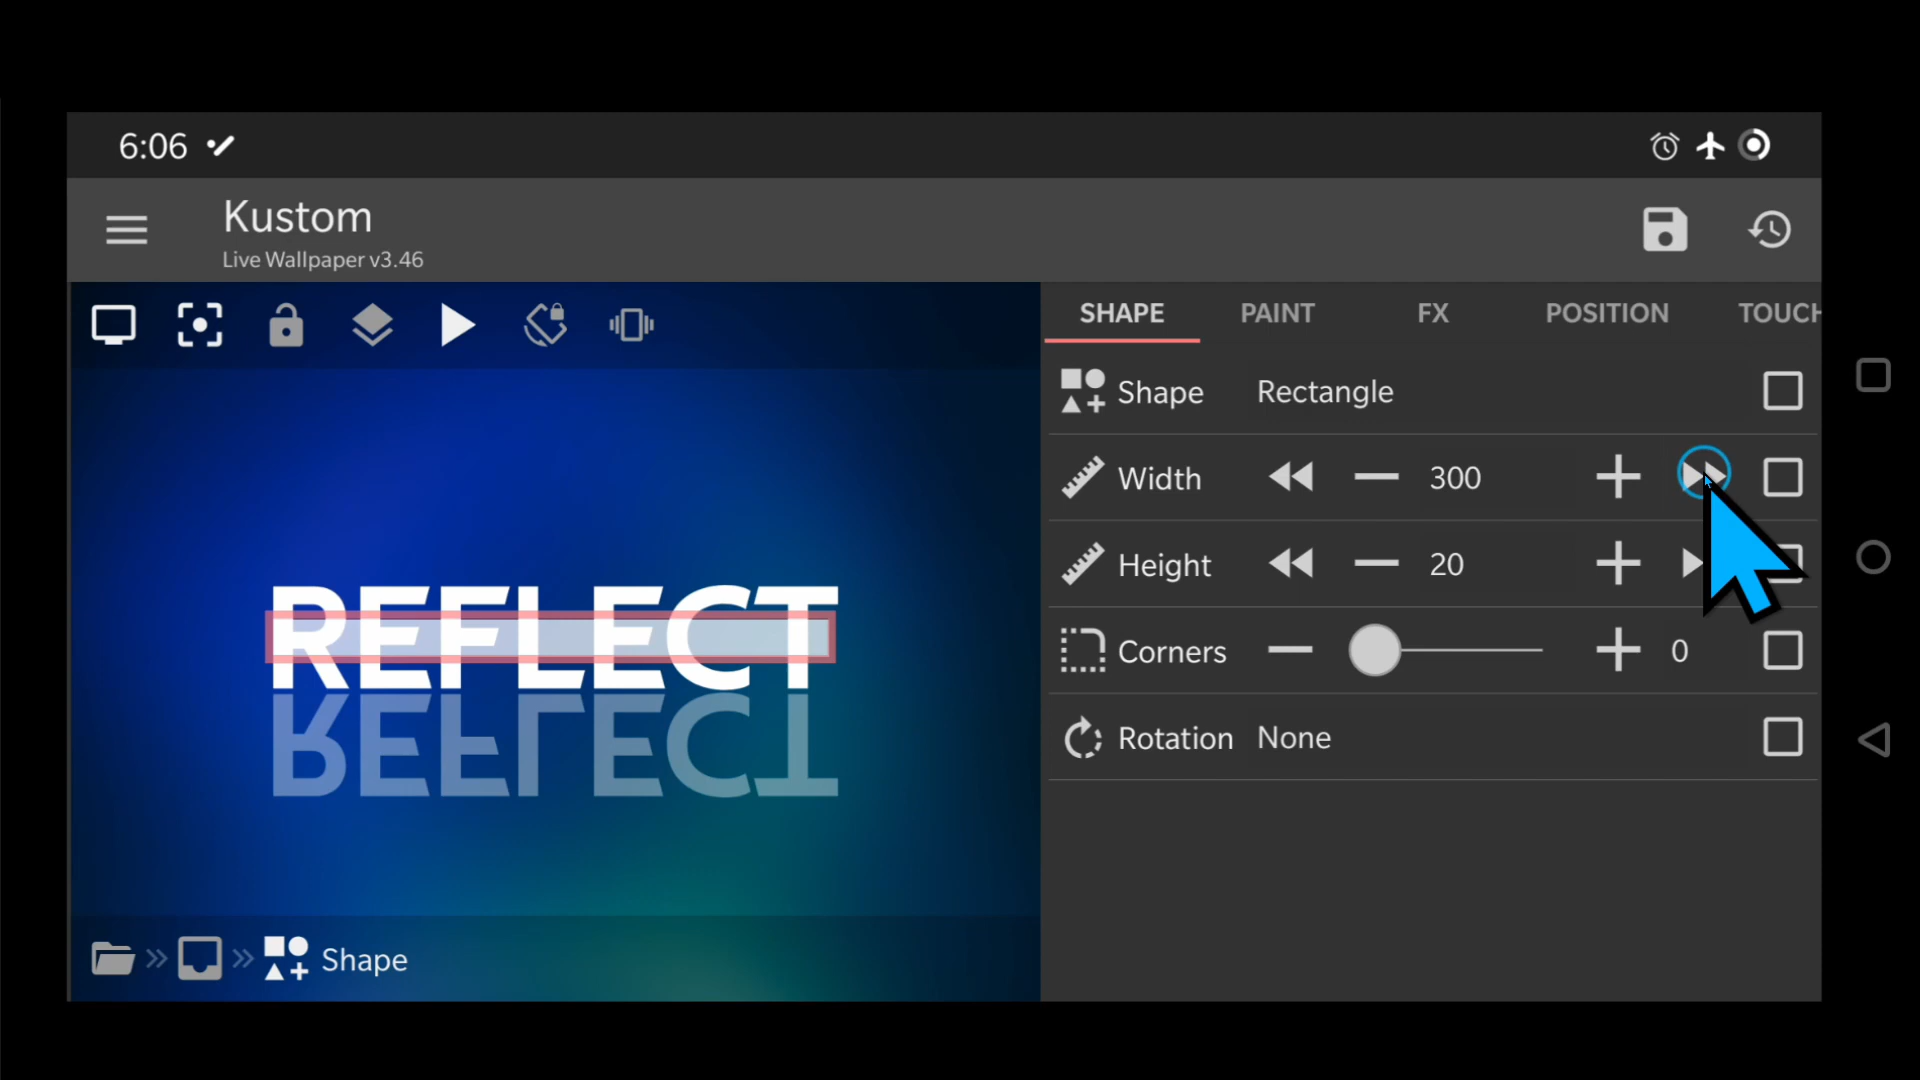 6:06
Kustom
Live Wallpaper v3.46
SHAPE PAINT FX POSITION TOUCH
Shape Rectangle
Width 300
Height 20
Corners 0
Rotation None
REFLECT
REFLECT
Shape